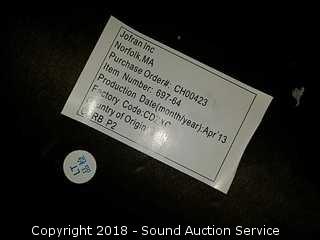 Jofran Inc
Norfolk,MA
Purchase Order#: CH00423
Item Number: 697-64
Production Date(month/year):Apr'13
Factory Code:CD
Country of Origin:
RB P2
LT
Copyright 2018 - Sound Auction Service